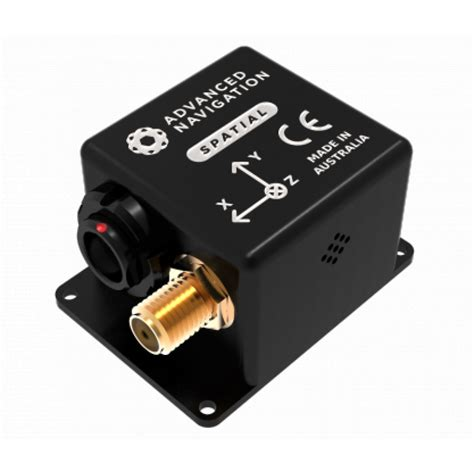 ADVANCED
NAVIGATION
SPATIAL
CE
MADE IN
AUSTRALIA
Y
X
Z